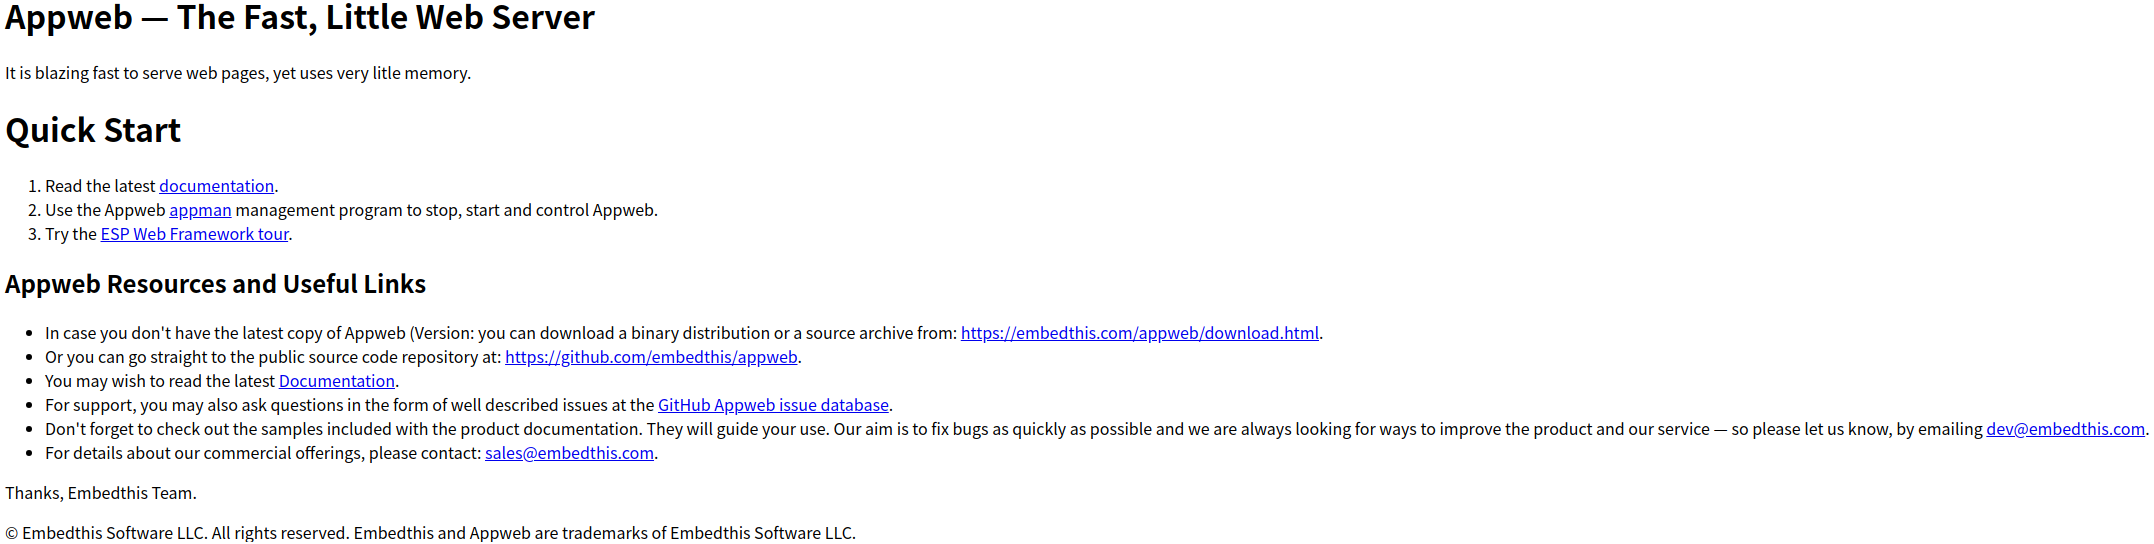 Appweb — The Fast, Little Web Server
It is blazing fast to serve web pages, yet uses very litle memory.
Quick Start
1. Read the latest documentation.
2. Use the Appweb appman management program to stop, start and control Appweb.
3. Try the ESP Web Framework tour.
Appweb Resources and Useful Links
• In case you don't have the latest copy of Appweb (Version: you can download a binary distribution or a source archive from: https://embedthis.com/appweb/download.html.
• Or you can go straight to the public source code repository at: https://github.com/embedthis/appweb.
• You may wish to read the latest Documentation.
• For support, you may also ask questions in the form of well described issues at the GitHub Appweb issue database.
• Don't forget to check out the samples included with the product documentation. They will guide your use. Our aim is to fix bugs as quickly as possible and we are always looking for ways to improve the product and our service — so please let us know, by emailing dev@embedthis.com.
• For details about our commercial offerings, please contact: sales@embedthis.com.
Thanks, Embedthis Team.
© Embedthis Software LLC. All rights reserved. Embedthis and Appweb are trademarks of Embedthis Software LLC.